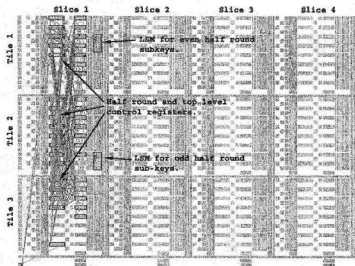 Slice 1 Slice 2 Slice 3 Slice 4
Tile 1
LSM for even half round
subkeys.
Tile 2
Half round and top level
control registers.
LSM for odd half round
sub-keys.
Tile 3